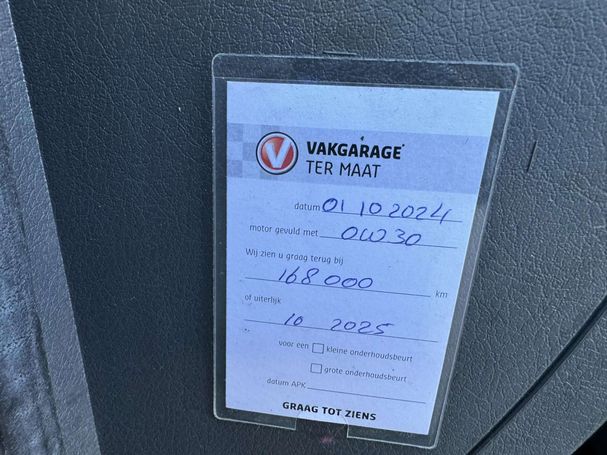 V VAKGARAGE
TER MAAT
datum 01 10 2024
motor gevuld met 0W30
Wij zien u graag terug bij
168 000 km
of uiterlijk
10 2025
voor een kleine onderhoudsbeurt
grote onderhoudsbeurt
datum APK
GRAAG TOT ZIENS